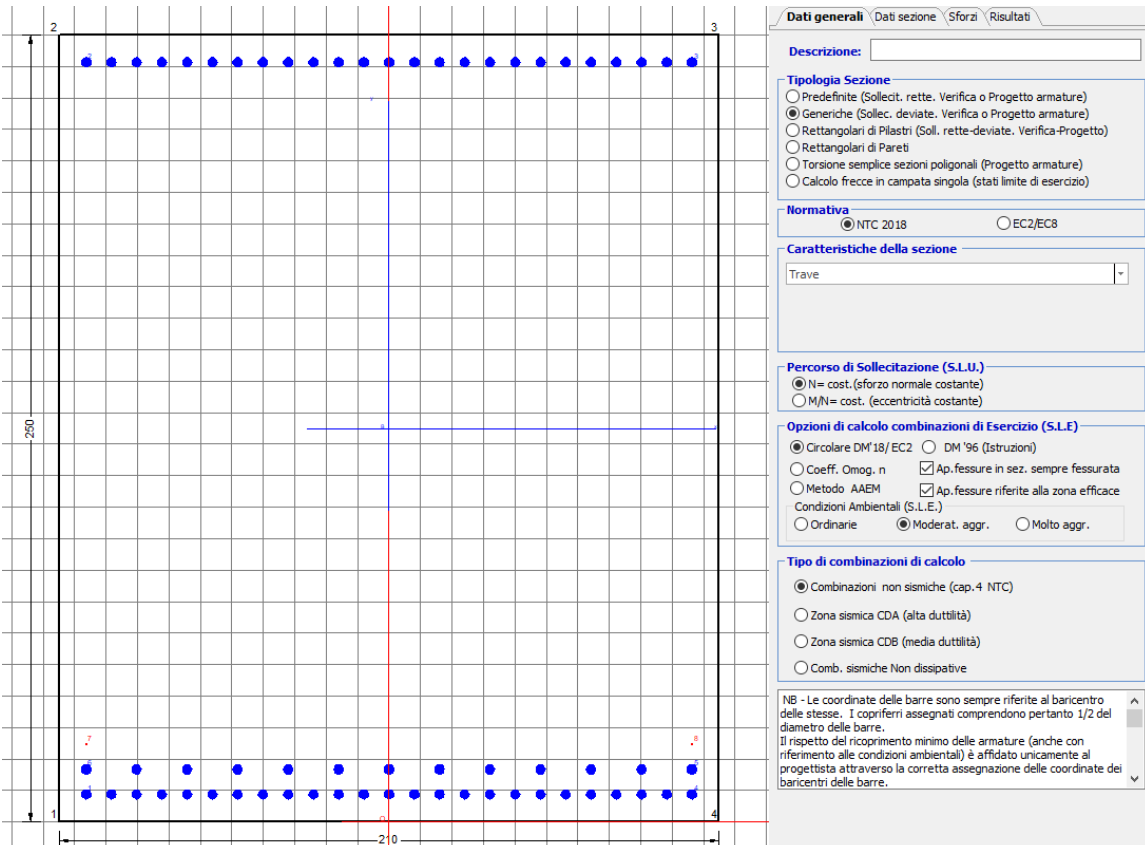 2
3
2
3
Y
250
7
8
6
5
1
4
1
4
O
210
Dati generali
Dati sezione
Sforzi
Risultati
Descrizione:
Tipologia Sezione
Predefinite (Sollecit. rette. Verifica o Progetto armature)
Generiche (Sollec. deviate. Verifica o Progetto armature)
Rettangolari di Pilastri (Soll. rette-deviate. Verifica-Progetto)
Rettangolari di Pareti
Torsione semplice sezioni poligonali (Progetto armature)
Calcolo frecce in campata singola (stati limite di esercizio)
Normativa
NTC 2018 EC2/EC8
Caratteristiche della sezione
Trave
Percorso di Sollecitazione (S.L.U.)
N= cost.(sforzo normale costante)
M/N= cost. (eccentricità costante)
Opzioni di calcolo combinazioni di Esercizio (S.L.E)
Circolare DM'18/ EC2 DM '96 (Istruzioni)
Coeff. Omog. n Ap.fessure in sez. sempre fessurata
Metodo AAEM Ap.fessure riferite alla zona efficace
Condizioni Ambientali (S.L.E.)
Ordinarie Moderat. aggr. Molto aggr.
Tipo di combinazioni di calcolo
Combinazioni non sismiche (cap.4 NTC)
Zona sismica CDA (alta duttilità)
Zona sismica CDB (media duttilità)
Comb. sismiche Non dissipative
NB - Le coordinate delle barre sono sempre riferite al baricentro
delle stesse. I copriferri assegnati comprendono pertanto 1/2 del
diametro delle barre.
Il rispetto del ricoprimento minimo delle armature (anche con
riferimento alle condizioni ambientali) è affidato unicamente al
progettista attraverso la corretta assegnazione delle coordinate dei
baricentri delle barre.